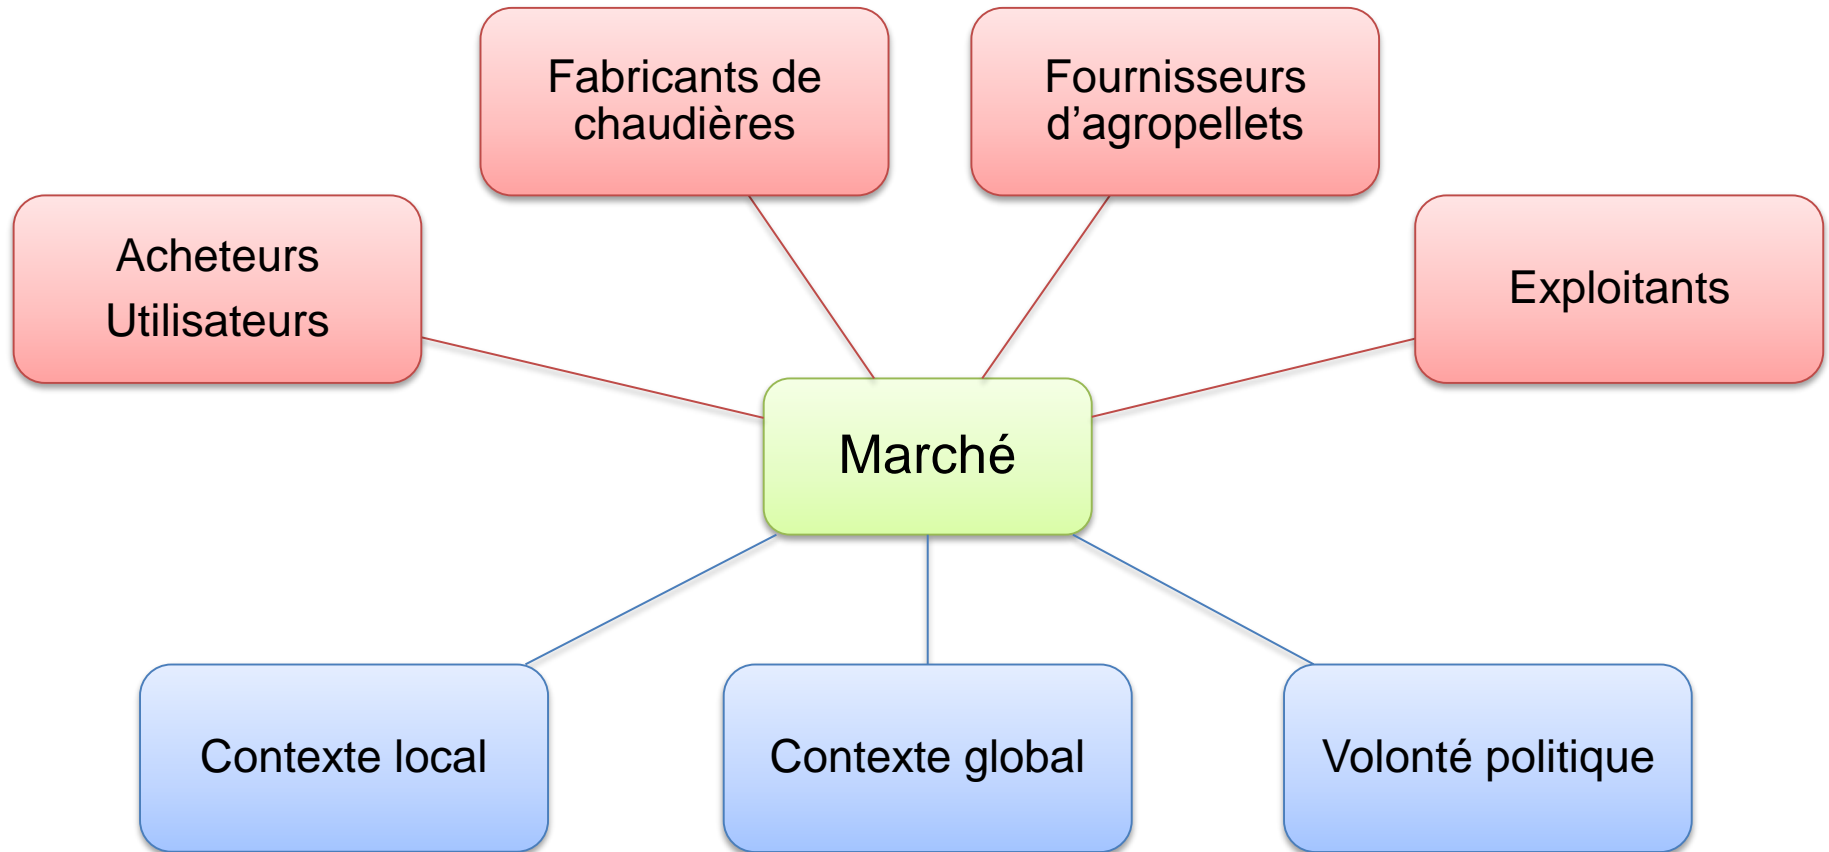 Fabricants de
chaudières
Fournisseurs
d’agropellets
Acheteurs
Utilisateurs
Exploitants
Marché
Contexte local
Contexte global
Volonté politique